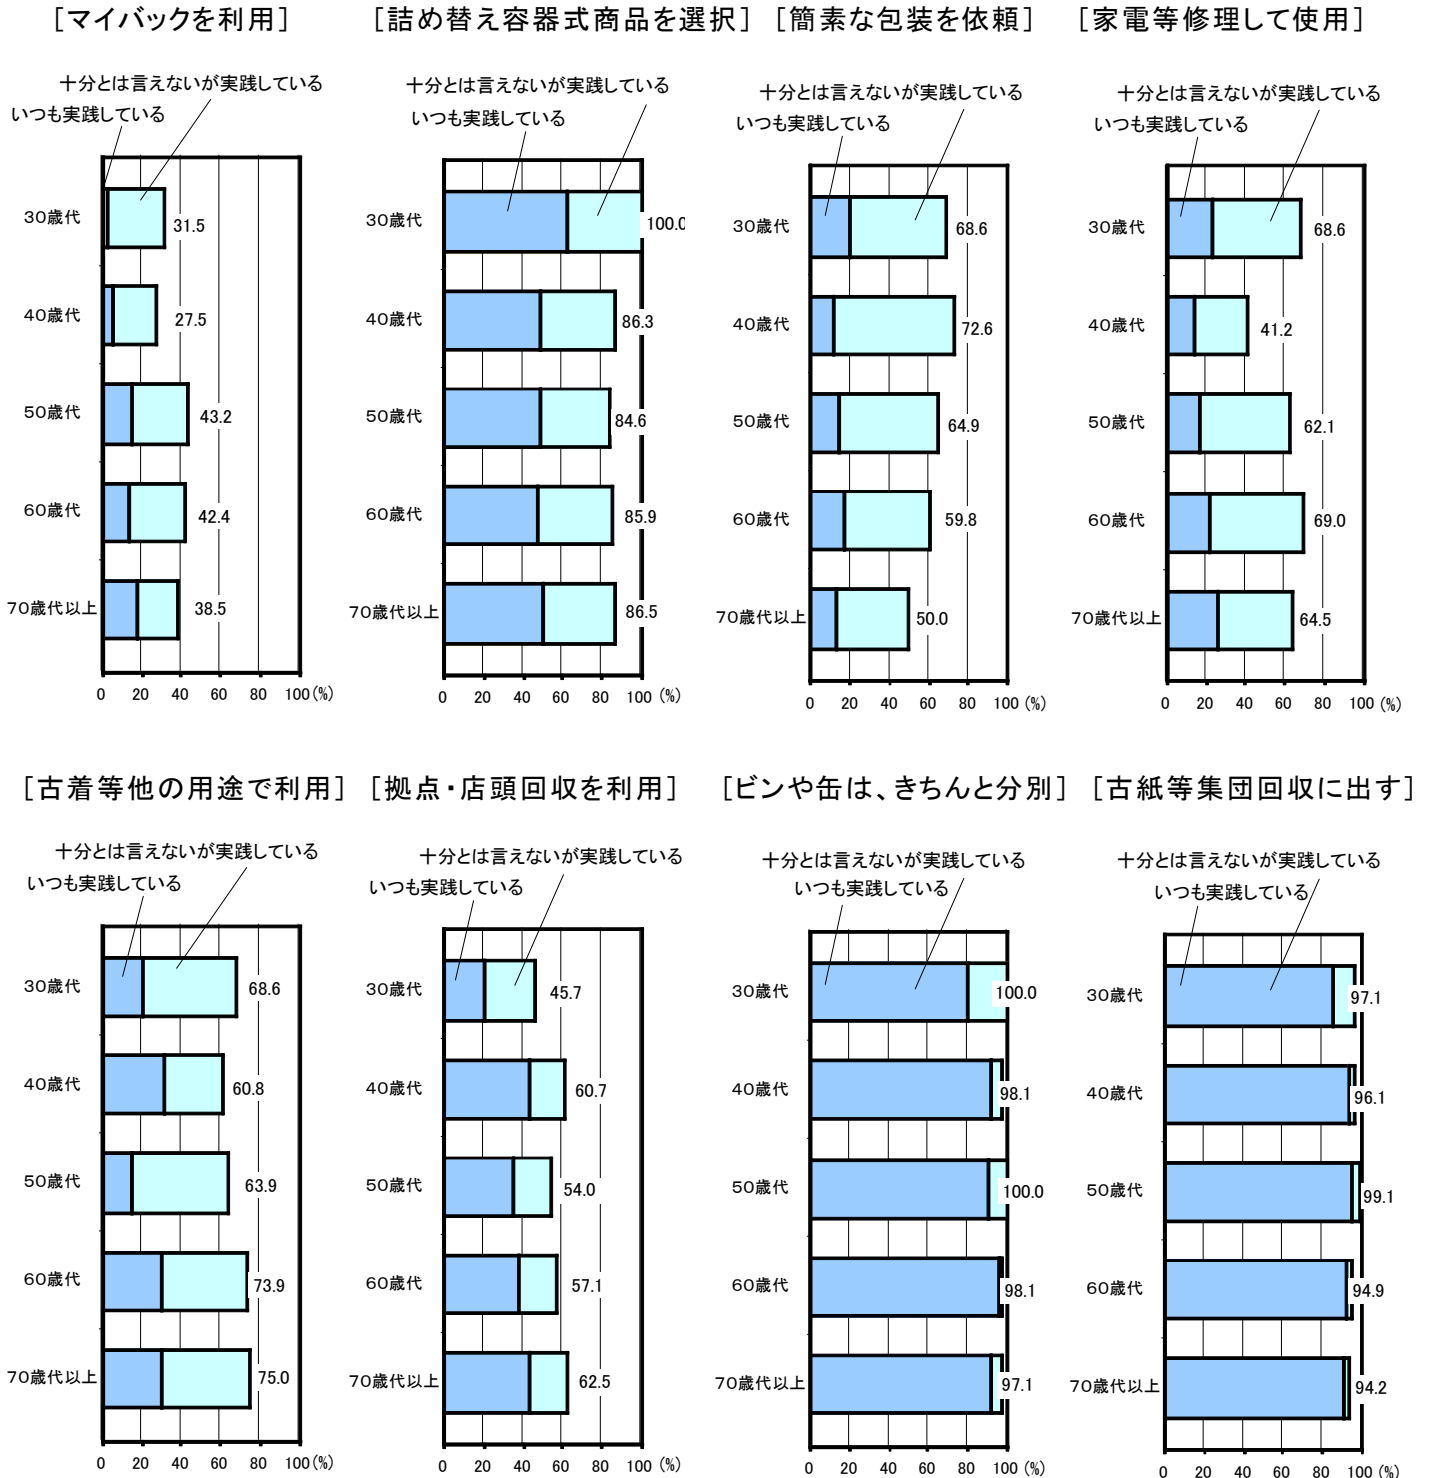 [マイバックを利用]
十分とは言えないが実践している
いつも実践している
30歳代
31.5
40歳代
27.5
50歳代
43.2
60歳代
42.4
70歳代以上
38.5
0 20 40 60 80 100(%)
[詰め替え容器式商品を選択]
十分とは言えないが実践している
いつも実践している
30歳代
100.0
40歳代
86.3
50歳代
84.6
60歳代
85.9
70歳代以上
86.5
0 20 40 60 80 100(%)
[簡素な包装を依頼]
十分とは言えないが実践している
いつも実践している
30歳代
68.6
40歳代
72.6
50歳代
64.9
60歳代
59.8
70歳代以上
50.0
0 20 40 60 80 100(%)
[家電等修理して使用]
十分とは言えないが実践している
いつも実践している
30歳代
68.6
40歳代
41.2
50歳代
62.1
60歳代
69.0
70歳代以上
64.5
0 20 40 60 80 100(%)
[古着等他の用途で利用]
十分とは言えないが実践している
いつも実践している
30歳代
68.6
40歳代
60.8
50歳代
63.9
60歳代
73.9
70歳代以上
75.0
0 20 40 60 80 100(%)
[拠点・店頭回収を利用]
十分とは言えないが実践している
いつも実践している
30歳代
45.7
40歳代
60.7
50歳代
54.0
60歳代
57.1
70歳代以上
62.5
0 20 40 60 80 100(%)
[ビンや缶は、きちんと分別]
十分とは言えないが実践している
いつも実践している
30歳代
100.0
40歳代
98.1
50歳代
100.0
60歳代
98.1
70歳代以上
97.1
0 20 40 60 80 100(%)
[古紙等集団回収に出す]
十分とは言えないが実践している
いつも実践している
30歳代
97.1
40歳代
96.1
50歳代
99.1
60歳代
94.9
70歳代以上
94.2
0 20 40 60 80 100(%)